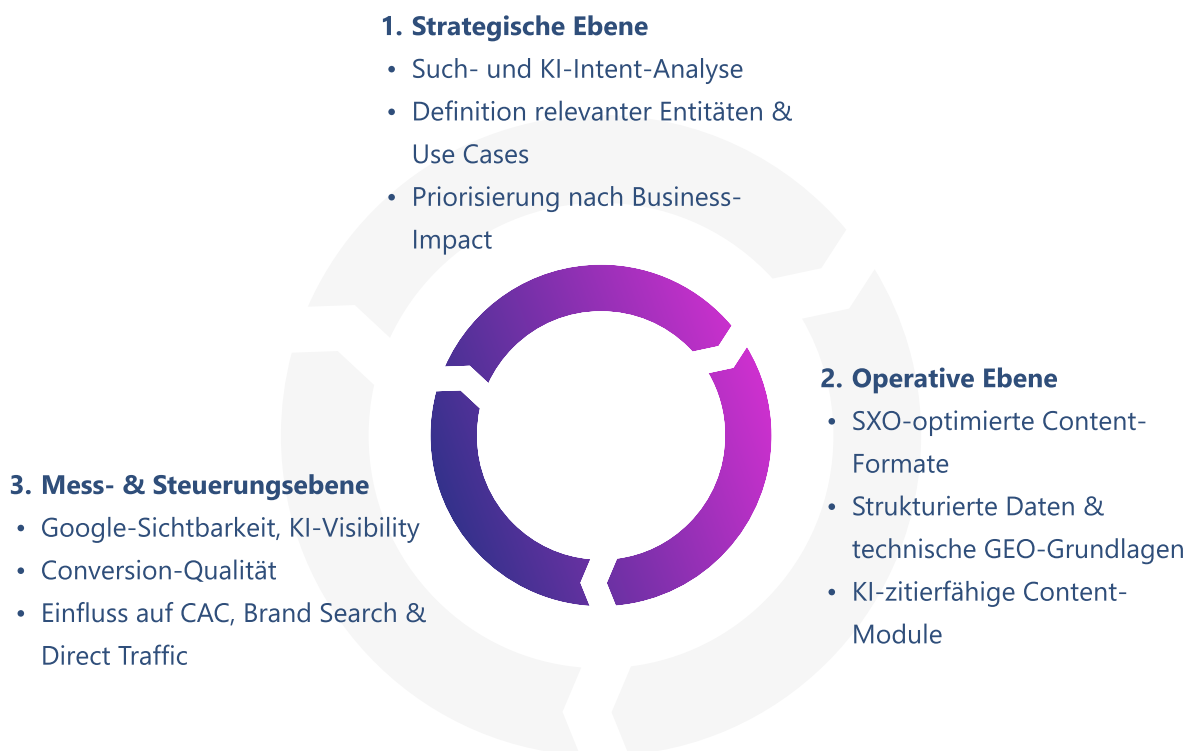 1. Strategische Ebene
• Such- und KI-Intent-Analyse
• Definition relevanter Entitäten &
Use Cases
• Priorisierung nach Business-
Impact
2. Operative Ebene
• SXO-optimierte Content-
Formate
• Strukturierte Daten &
technische GEO-Grundlagen
• KI-zitierfähige Content-
Module
3. Mess- & Steuerungsebene
• Google-Sichtbarkeit, KI-Visibility
• Conversion-Qualität
• Einfluss auf CAC, Brand Search &
Direct Traffic